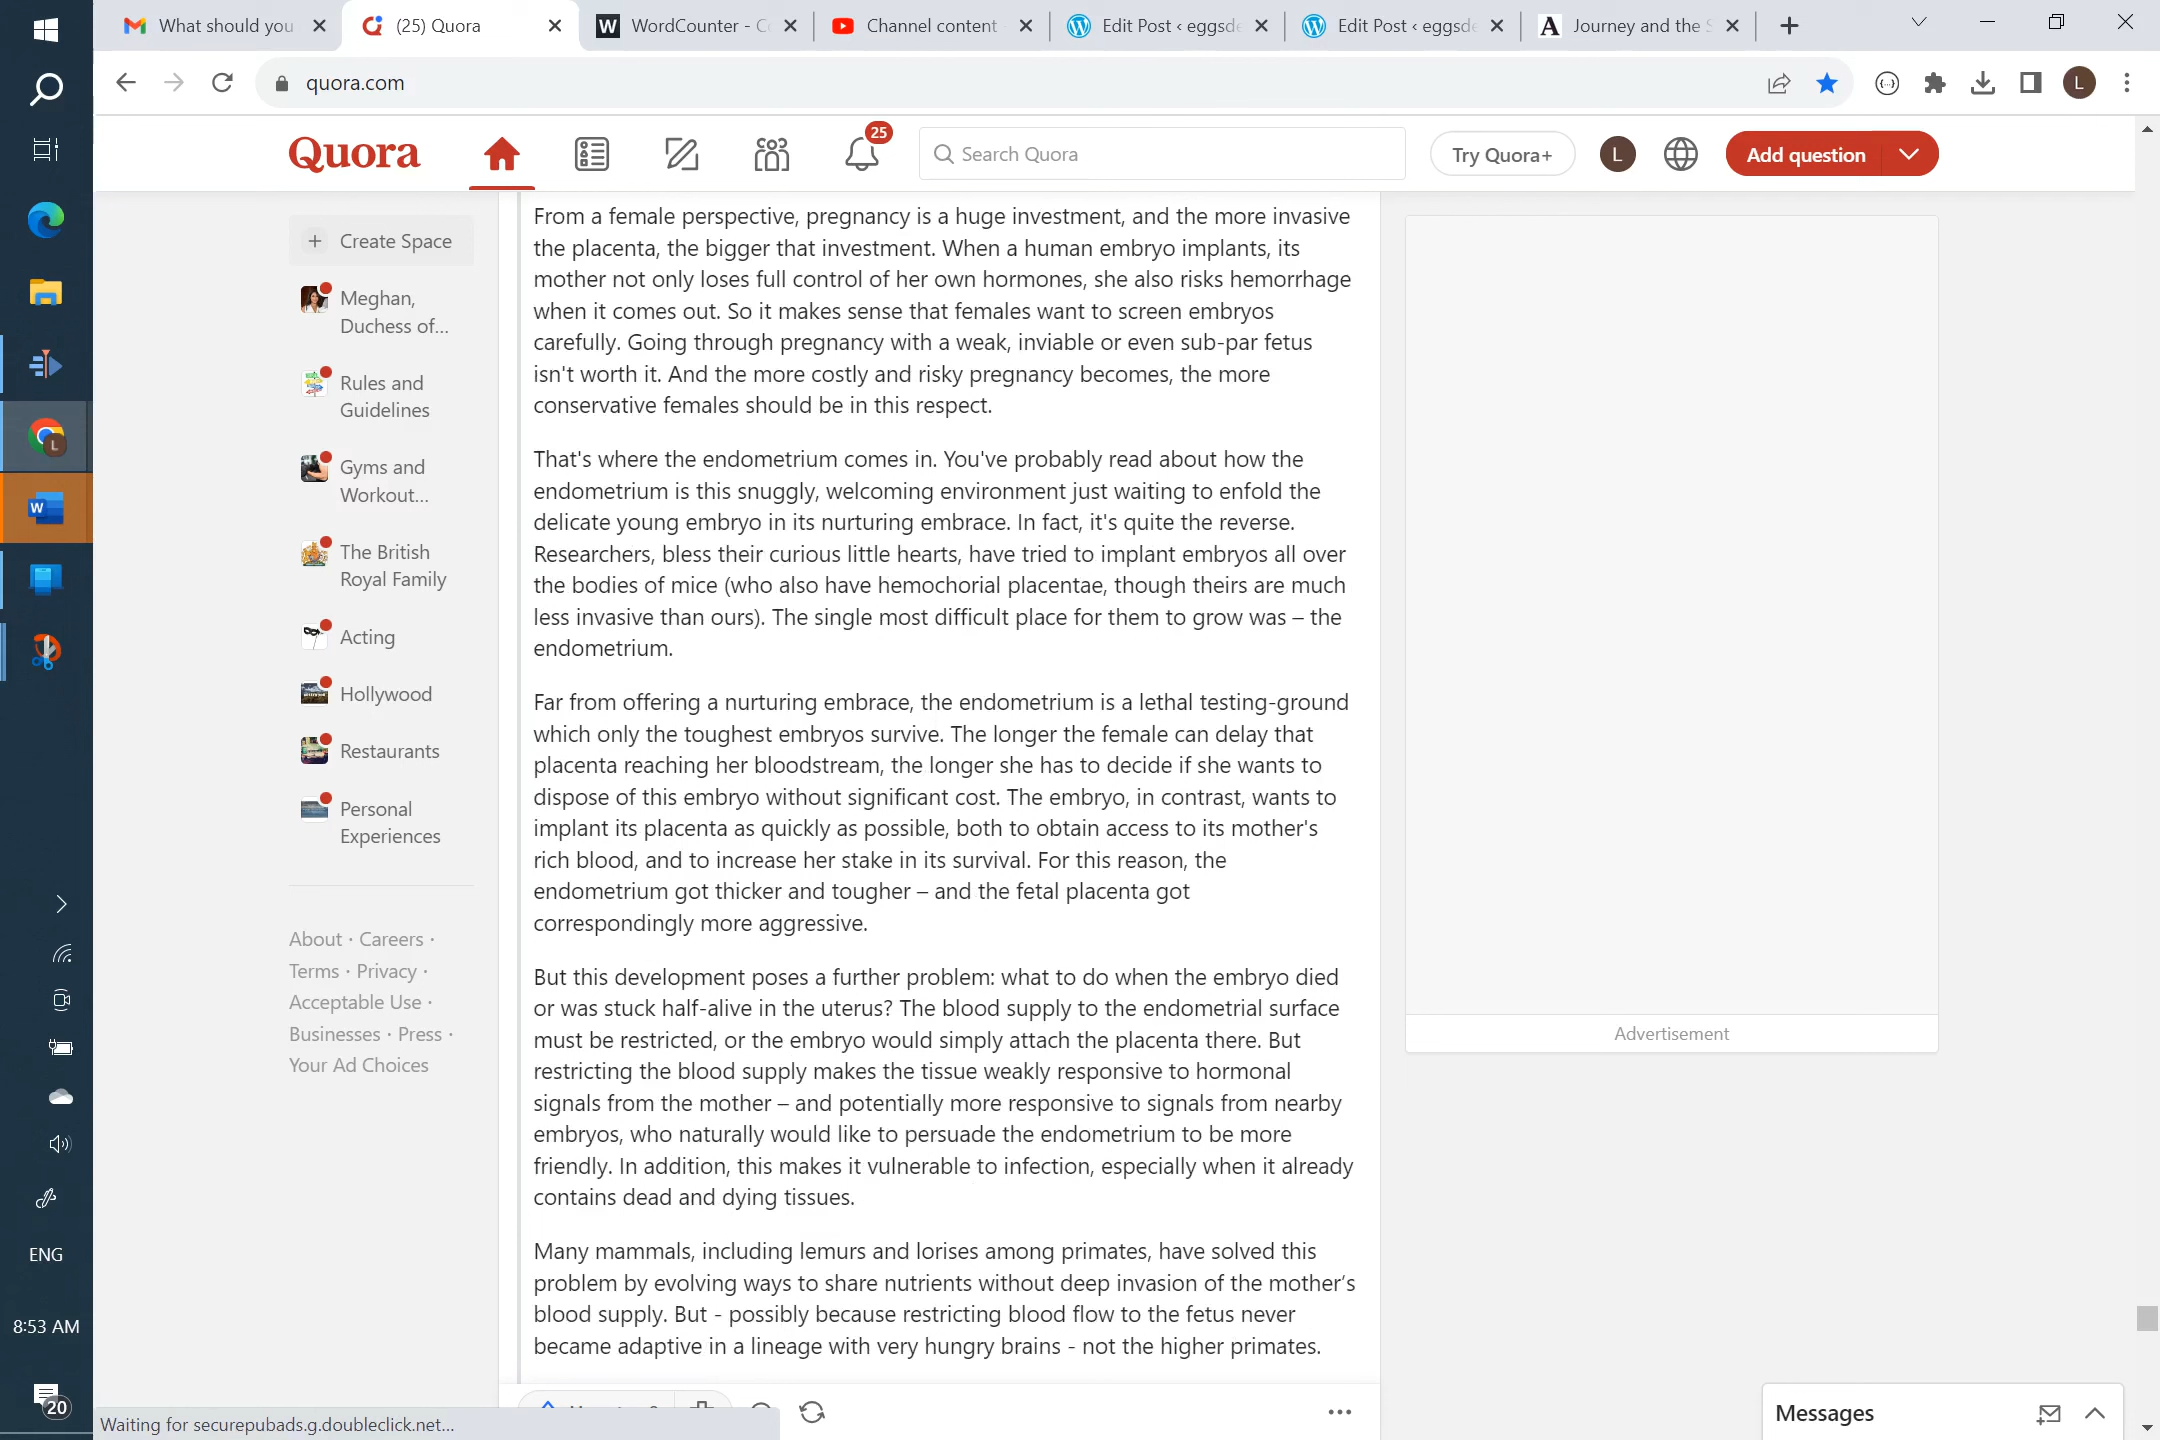 What should you
(25) Quora
WordCounter - Co
Channel content
Edit Post ‹ eggsde
Edit Post ‹ eggsde
Journey and the S
quora.com
L
Quora
25
Search Quora
Try Quora+
L
Add question
Create Space
Meghan,
Duchess of...
Rules and
Guidelines
Gyms and
Workout...
The British
Royal Family
Acting
Hollywood
Restaurants
Personal
Experiences
About · Careers ·
Terms · Privacy ·
Acceptable Use ·
Businesses · Press ·
Your Ad Choices
From a female perspective, pregnancy is a huge investment, and the more invasive
the placenta, the bigger that investment. When a human embryo implants, its
mother not only loses full control of her own hormones, she also risks hemorrhage
when it comes out. So it makes sense that females want to screen embryos
carefully. Going through pregnancy with a weak, inviable or even sub-par fetus
isn't worth it. And the more costly and risky pregnancy becomes, the more
conservative females should be in this respect.
That's where the endometrium comes in. You've probably read about how the
endometrium is this snuggly, welcoming environment just waiting to enfold the
delicate young embryo in its nurturing embrace. In fact, it's quite the reverse.
Researchers, bless their curious little hearts, have tried to implant embryos all over
the bodies of mice (who also have hemochorial placentae, though theirs are much
less invasive than ours). The single most difficult place for them to grow was – the
endometrium.
Far from offering a nurturing embrace, the endometrium is a lethal testing-ground
which only the toughest embryos survive. The longer the female can delay that
placenta reaching her bloodstream, the longer she has to decide if she wants to
dispose of this embryo without significant cost. The embryo, in contrast, wants to
implant its placenta as quickly as possible, both to obtain access to its mother's
rich blood, and to increase her stake in its survival. For this reason, the
endometrium got thicker and tougher – and the fetal placenta got
correspondingly more aggressive.
But this development poses a further problem: what to do when the embryo died
or was stuck half-alive in the uterus? The blood supply to the endometrial surface
must be restricted, or the embryo would simply attach the placenta there. But
restricting the blood supply makes the tissue weakly responsive to hormonal
signals from the mother – and potentially more responsive to signals from nearby
embryos, who naturally would like to persuade the endometrium to be more
friendly. In addition, this makes it vulnerable to infection, especially when it already
contains dead and dying tissues.
Many mammals, including lemurs and lorises among primates, have solved this
problem by evolving ways to share nutrients without deep invasion of the mother's
blood supply. But - possibly because restricting blood flow to the fetus never
became adaptive in a lineage with very hungry brains - not the higher primates.
Advertisement
Messages
ENG
8:53 AM
20
Waiting for securepubads.g.doubleclick.net...